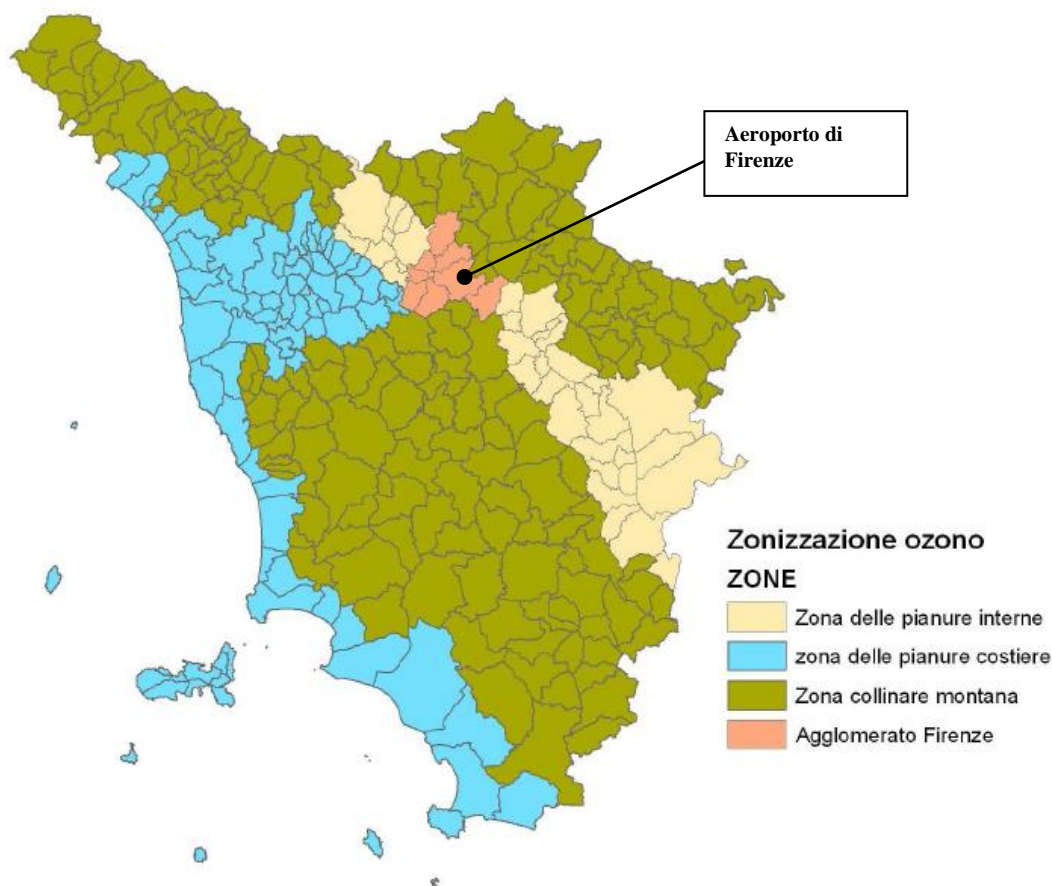 Aeroporto di
Firenze
Zonizzazione ozono
ZONE
Zona delle pianure interne
zona delle pianure costiere
Zona collinare montana
Agglomerato Firenze